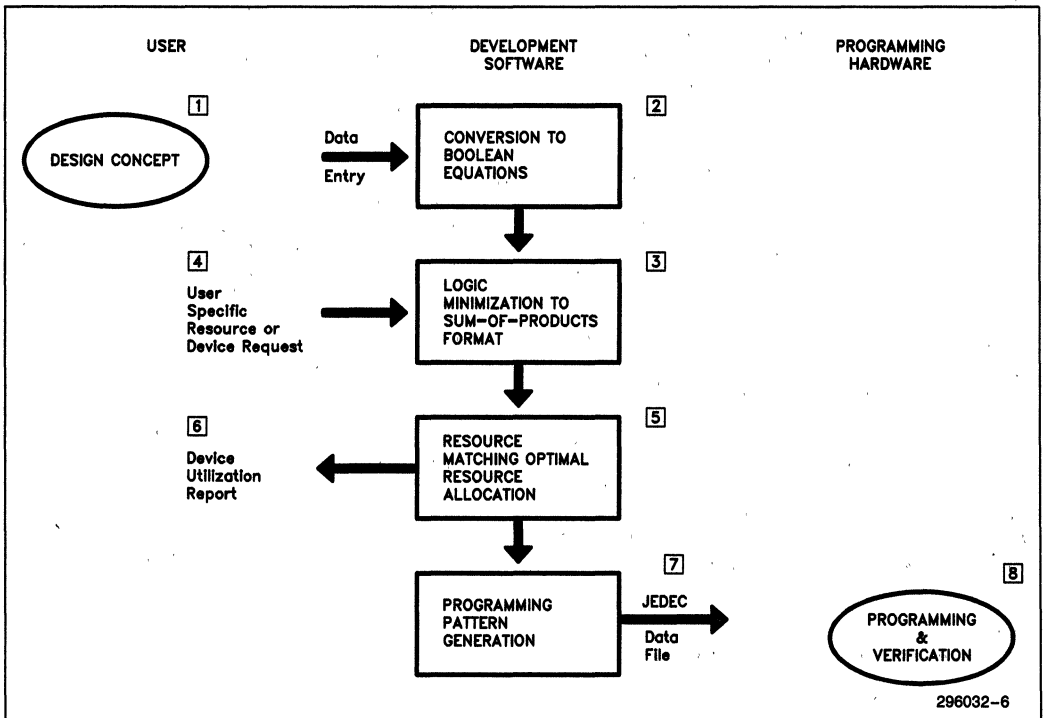 USER
DEVELOPMENT
SOFTWARE
PROGRAMMING
HARDWARE
1
DESIGN CONCEPT
Data
Entry
2
CONVERSION TO
BOOLEAN
EQUATIONS
4
User
Specific
Resource or
Device Request
3
LOGIC
MINIMIZATION TO
SUM-OF-PRODUCTS
FORMAT
6
Device
Utilization
Report
5
RESOURCE
MATCHING OPTIMAL
RESOURCE
ALLOCATION
PROGRAMMING
PATTERN
GENERATION
7
JEDEC
Data
File
8
PROGRAMMING
&
VERIFICATION
296032-6